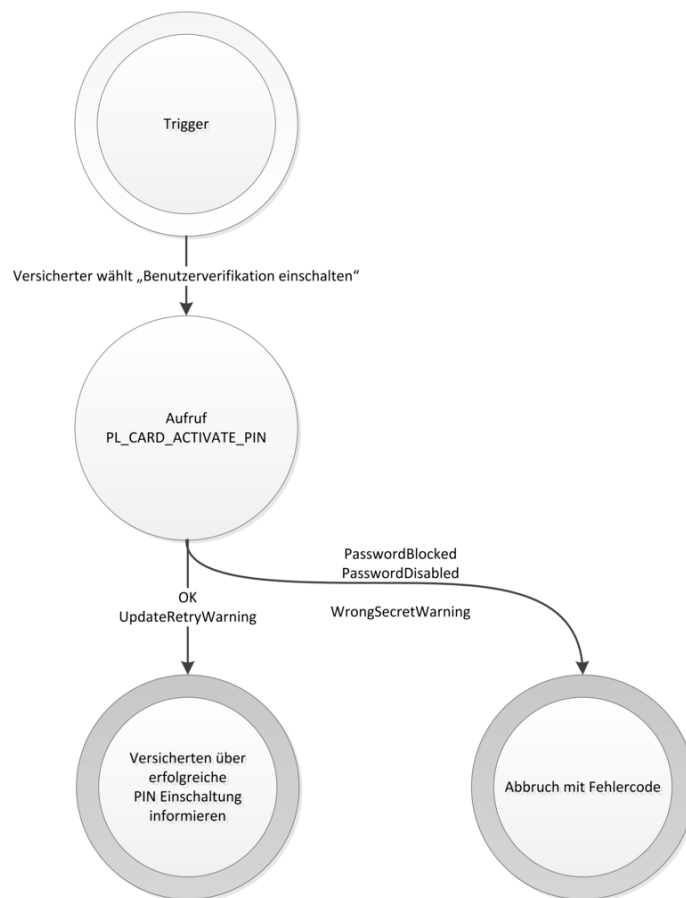 Trigger
Versicherter wählt „Benutzerverifikation einschalten“
Aufruf
PL_CARD_ACTIVATE_PIN
PasswordBlocked
PasswordDisabled
OK
UpdateRetryWarning
WrongSecretWarning
Versicherten über
erfolgreiche
PIN Einschaltung
informieren
Abbruch mit Fehlercode